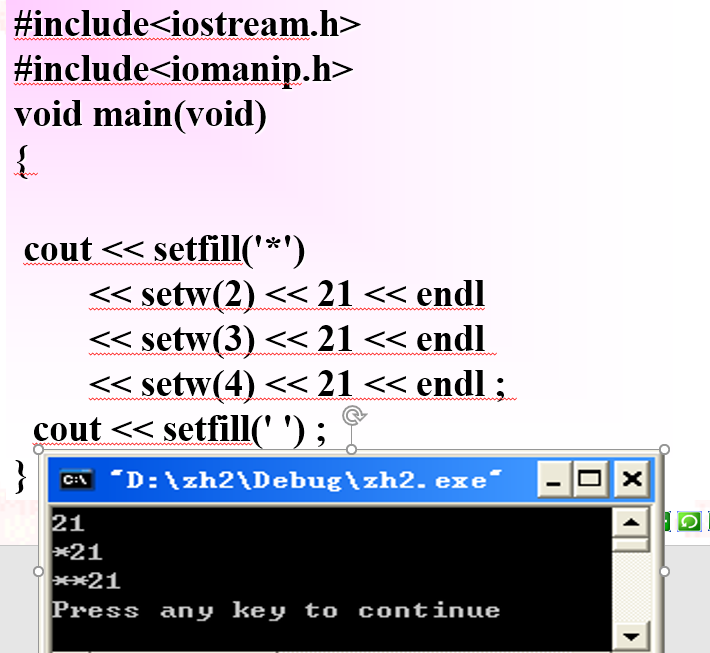 #include<iostream.h>
#include<iomanip.h>
void main(void)
{
cout << setfill('*')
<< setw(2) << 21 << endl
<< setw(3) << 21 << endl
<< setw(4) << 21 << endl ;
cout << setfill(' ') ;
}
C:\ "D:\zh2\Debug\zh2.exe"
21
*21
**21
Press any key to continue